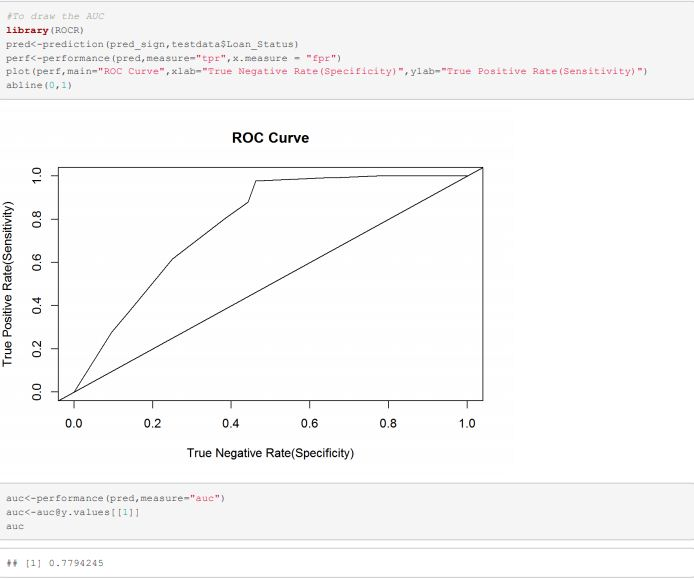 #To draw the AUC
library(ROCR)
pred<-prediction(pred_sign,testdata$Loan_Status)
perf<-performance(pred,measure="tpr",x.measure = "fpr")
plot(perf,main="ROC Curve",xlab="True Negative Rate(Specificity)",ylab="True Positive Rate(Sensitivity)")
abline(0,1)
ROC Curve
True Positive Rate(Sensitivity)
1.0
0.8
0.6
0.4
0.2
0.0
0.0 0.2 0.4 0.6 0.8 1.0
True Negative Rate(Specificity)
auc<-performance(pred,measure="auc")
auc<-auc@y.values[[1]]
auc
## [1] 0.7794245